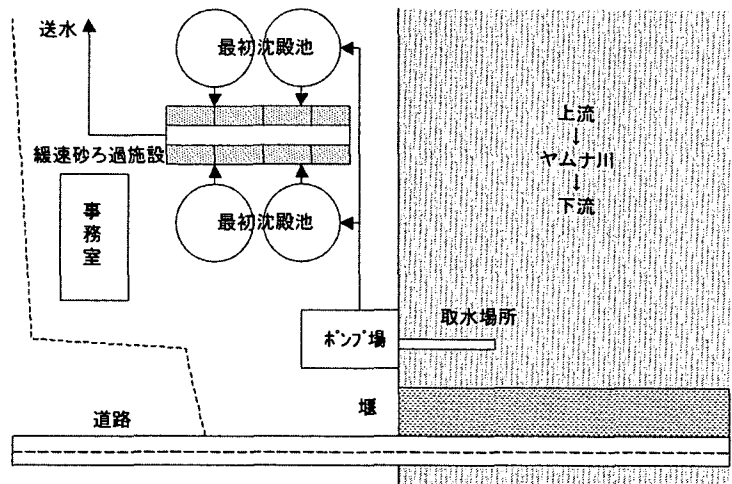 送水
最初沈殿池
上流
↓
ヤムナ川
↓
下流
緩速砂ろ過施設
事務室
最初沈殿池
取水場所
ポンプ場
堰
道路